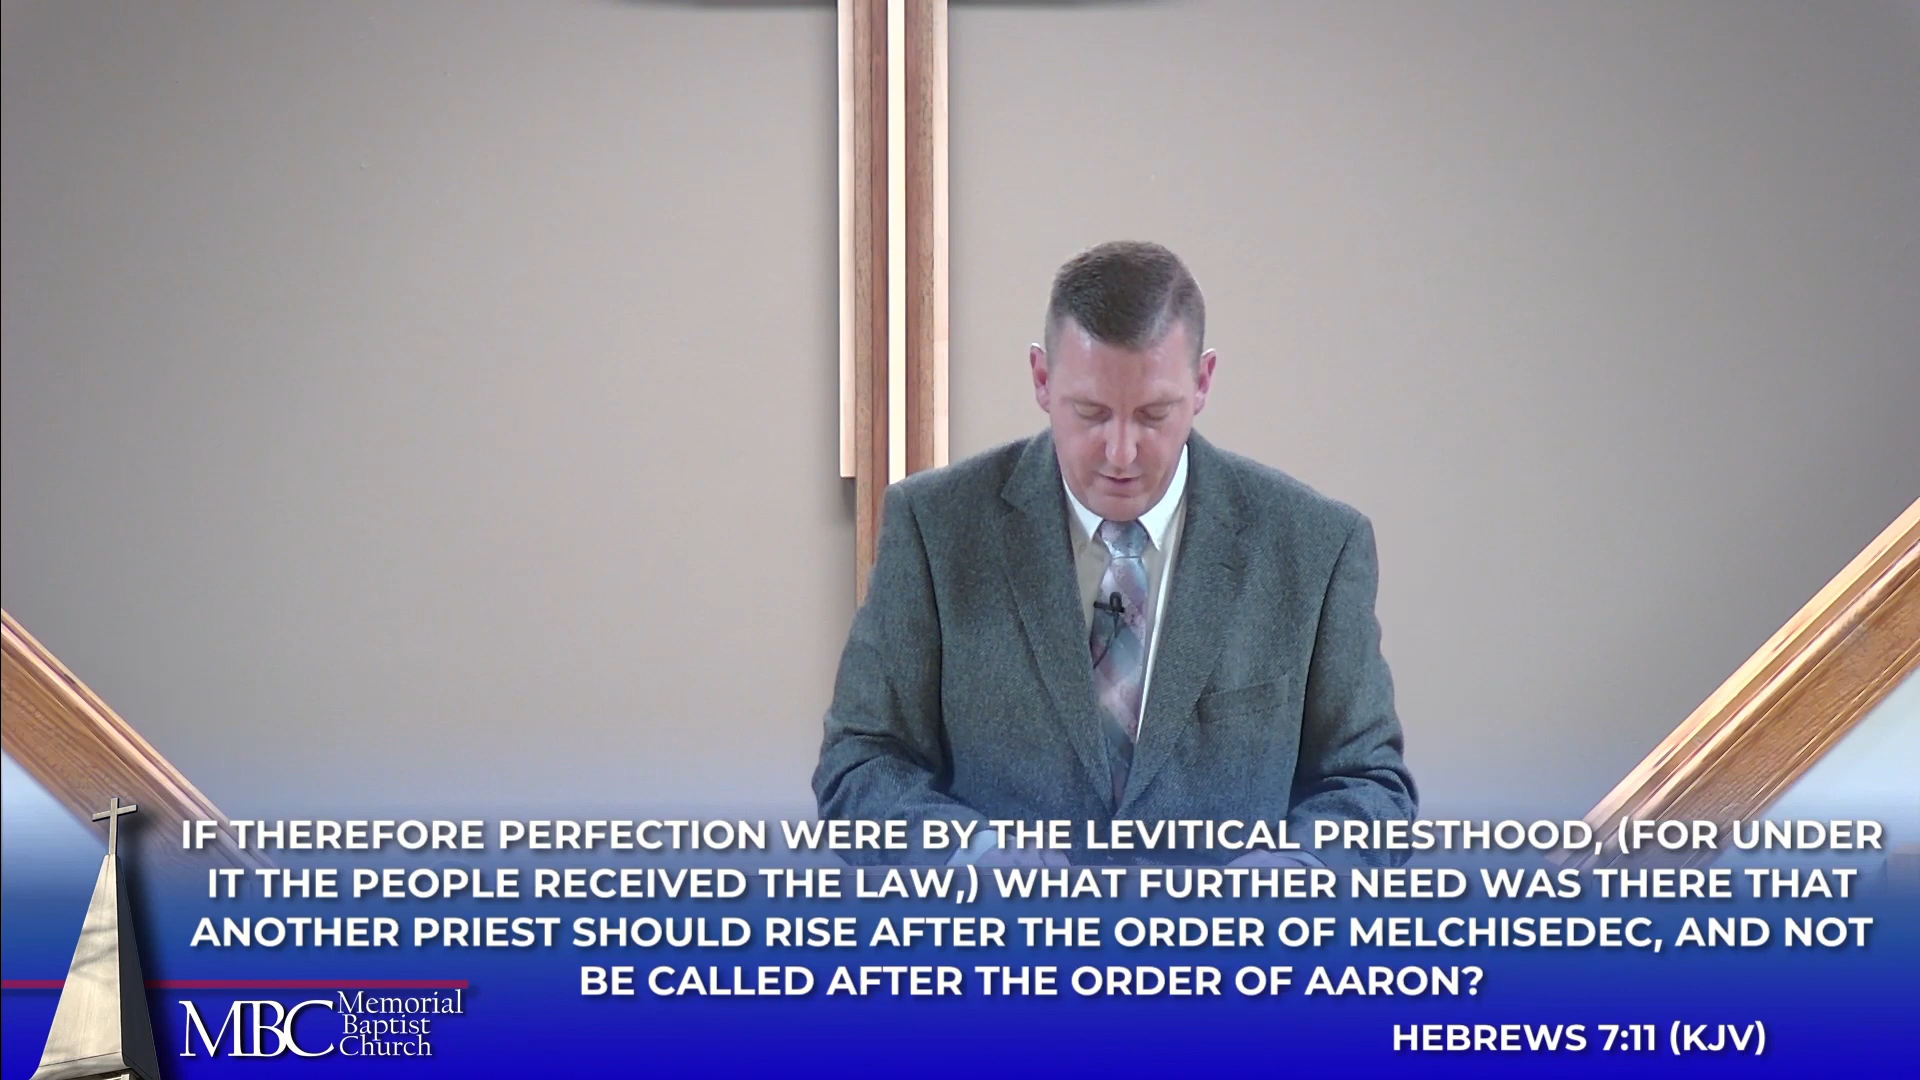 IF THEREFORE PERFECTION WERE BY THE LEVITICAL PRIESTHOOD, (FOR UNDER
IT THE PEOPLE RECEIVED THE LAW,) WHAT FURTHER NEED WAS THERE THAT
ANOTHER PRIEST SHOULD RISE AFTER THE ORDER OF MELCHISEDEC, AND NOT
BE CALLED AFTER THE ORDER OF AARON?
HEBREWS 7:11 (KJV)
MBC
Memorial
Baptist
Church